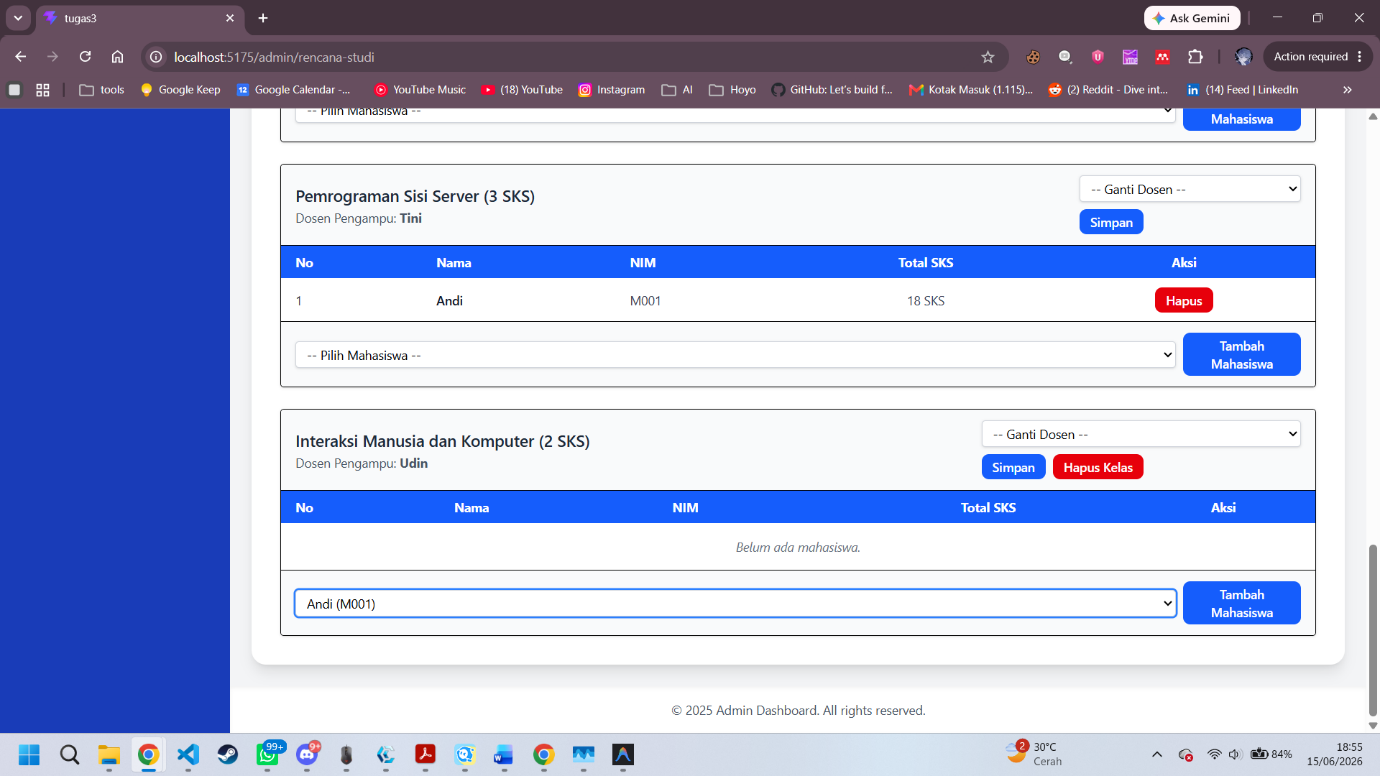 tugas3
Ask Gemini
localhost:5175/admin/rencana-studi
Action required
tools
Google Keep
Google Calendar -...
YouTube Music
(18) YouTube
Instagram
AI
Hoyo
GitHub: Let's build f...
Kotak Masuk (1.115)...
(2) Reddit - Dive int...
(14) Feed | LinkedIn
-- Pilih Mahasiswa --
Mahasiswa
Pemrograman Sisi Server (3 SKS)
Dosen Pengampu: Tini
-- Ganti Dosen --
Simpan
No Nama NIM Total SKS Aksi
1 Andi M001 18 SKS Hapus
-- Pilih Mahasiswa --
Tambah
Mahasiswa
Interaksi Manusia dan Komputer (2 SKS)
Dosen Pengampu: Udin
-- Ganti Dosen --
Simpan Hapus Kelas
No Nama NIM Total SKS Aksi
Belum ada mahasiswa.
Andi (M001)
Tambah
Mahasiswa
© 2025 Admin Dashboard. All rights reserved.
99+
9+
2
30°C
Cerah
84%
18:55
15/06/2026